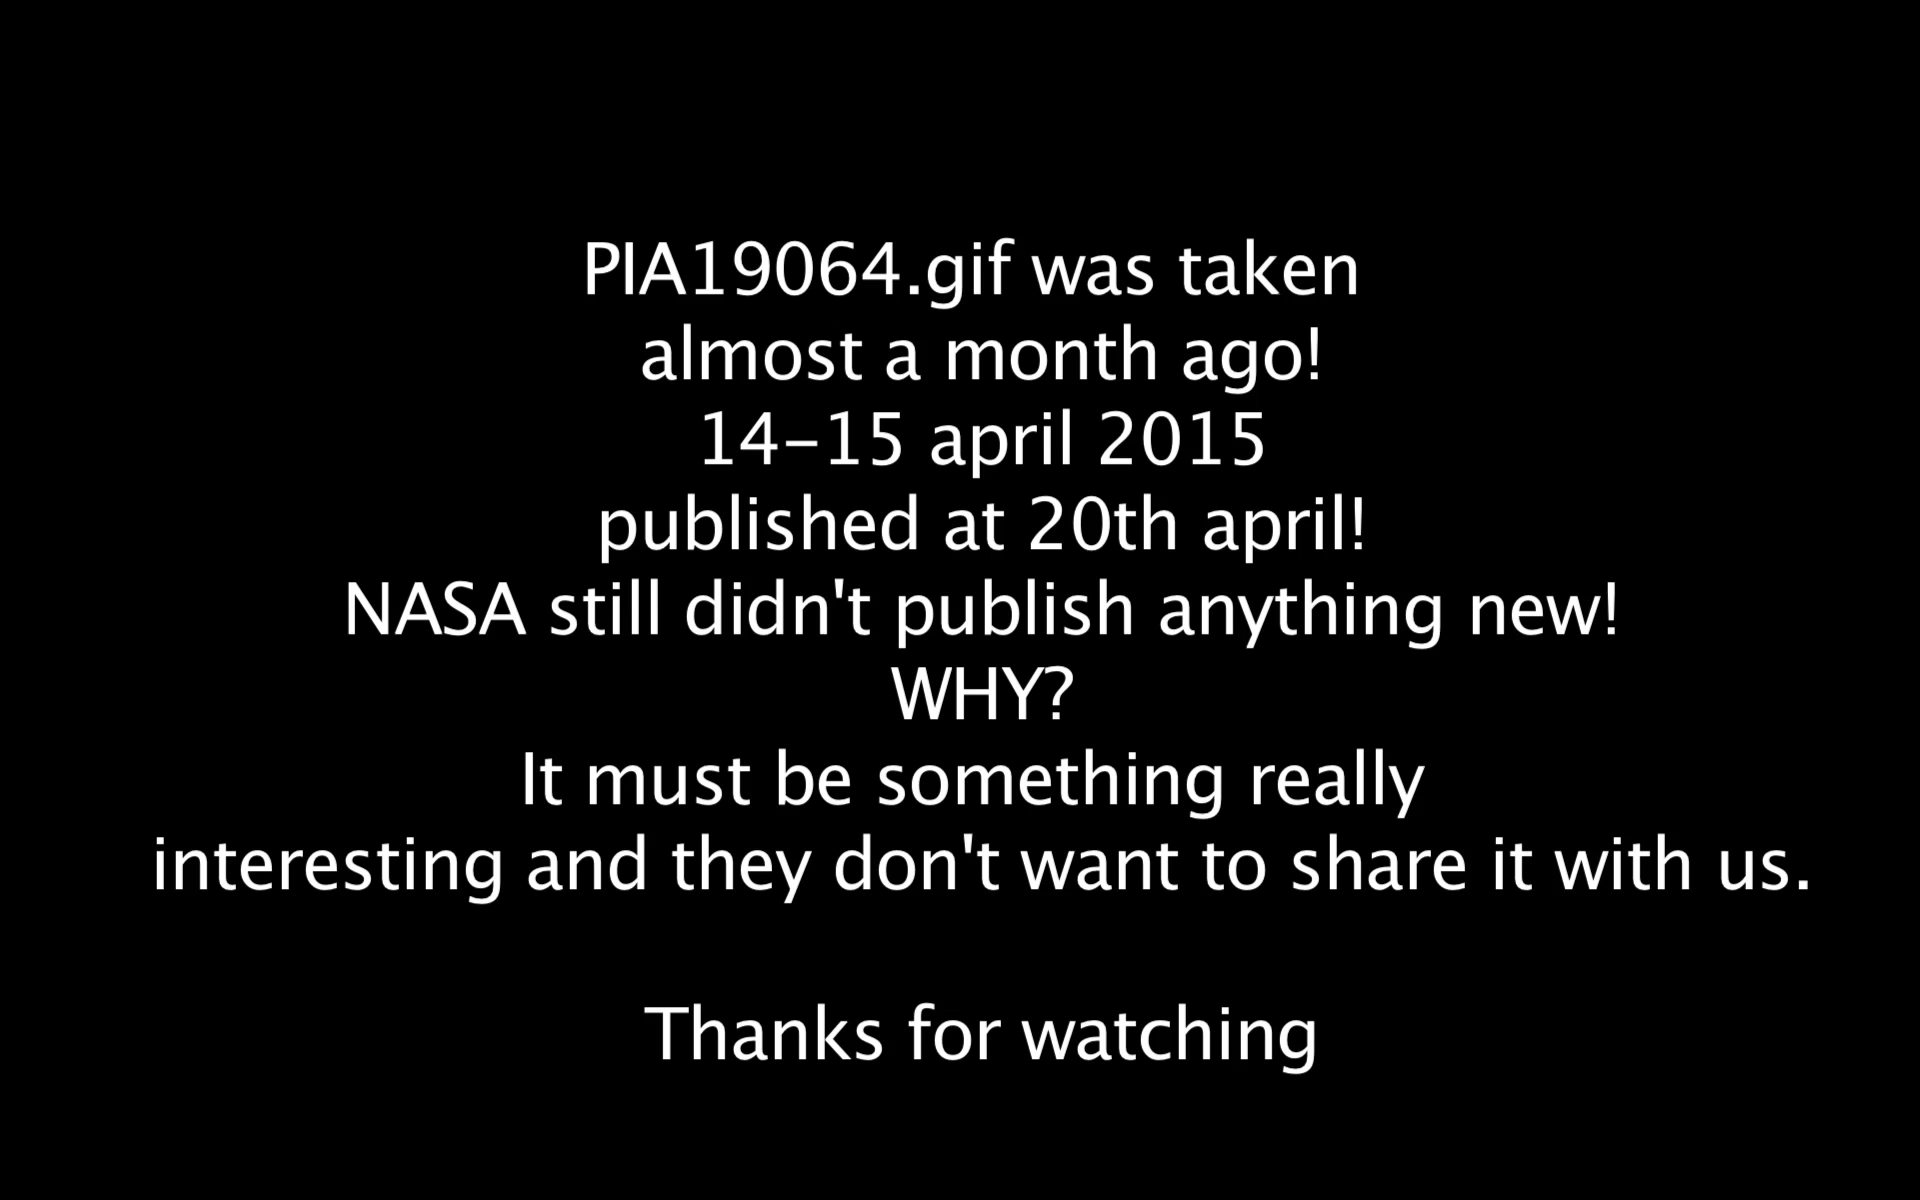 PIA19064.gif was taken
almost a month ago!
14-15 april 2015
published at 20th april!
NASA still didn't publish anything new!
WHY?
It must be something really
interesting and they don't want to share it with us.
Thanks for watching